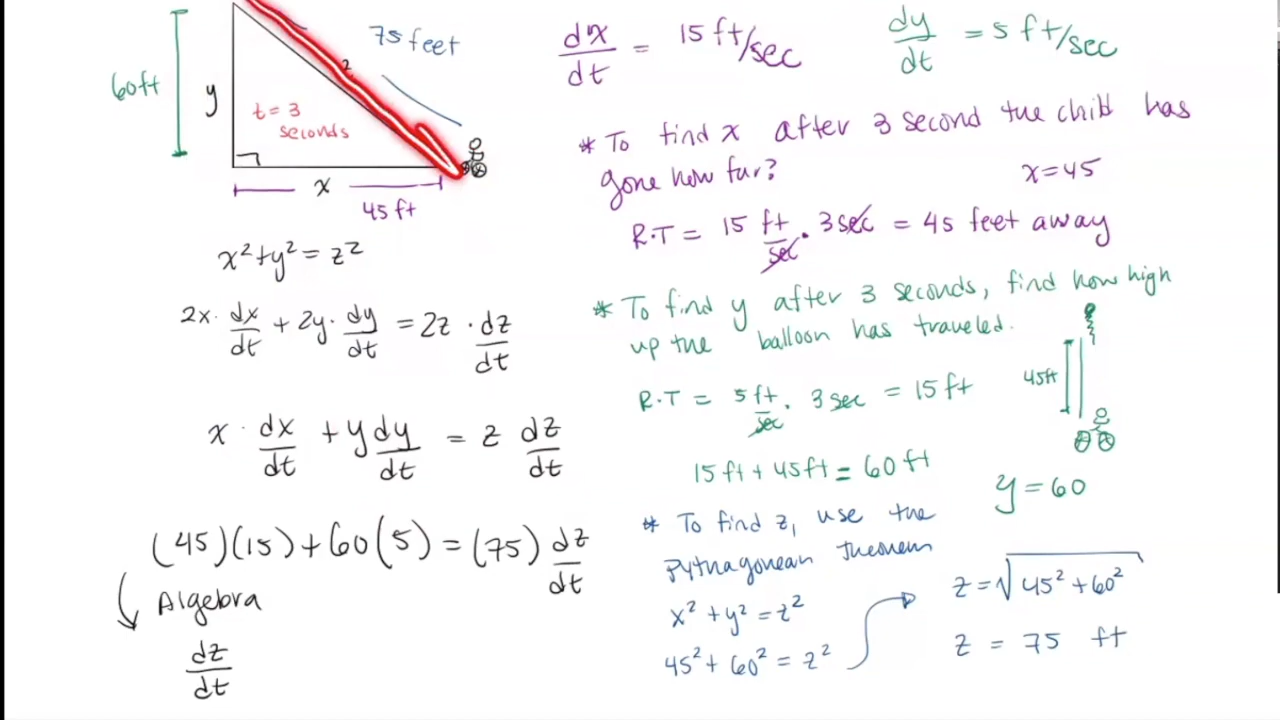 60ft
y
t = 3
seconds
75 feet
z
x
45 ft
x² + y² = z²
2x · dx/dt + 2y · dy/dt = 2z · dz/dt
x · dx/dt + y dy/dt = z dz/dt
(45)(15) + 60(5) = (75) dz/dt
Algebra
dz/dt
dx/dt = 15 ft/sec
dy/dt = 5 ft/sec
* To find x after 3 second the child has
gone how far?
x = 45
R·T = 15 ft/sec · 3 sec = 45 feet away
* To find y after 3 seconds, find how high
up the balloon has traveled.
R·T = 5 ft/sec · 3 sec = 15 ft
45ft
15 ft + 45 ft = 60 ft
y = 60
* To find z, use the
Pythagorean theorem
x² + y² = z²
45² + 60² = z²
z = √45² + 60²
z = 75 ft